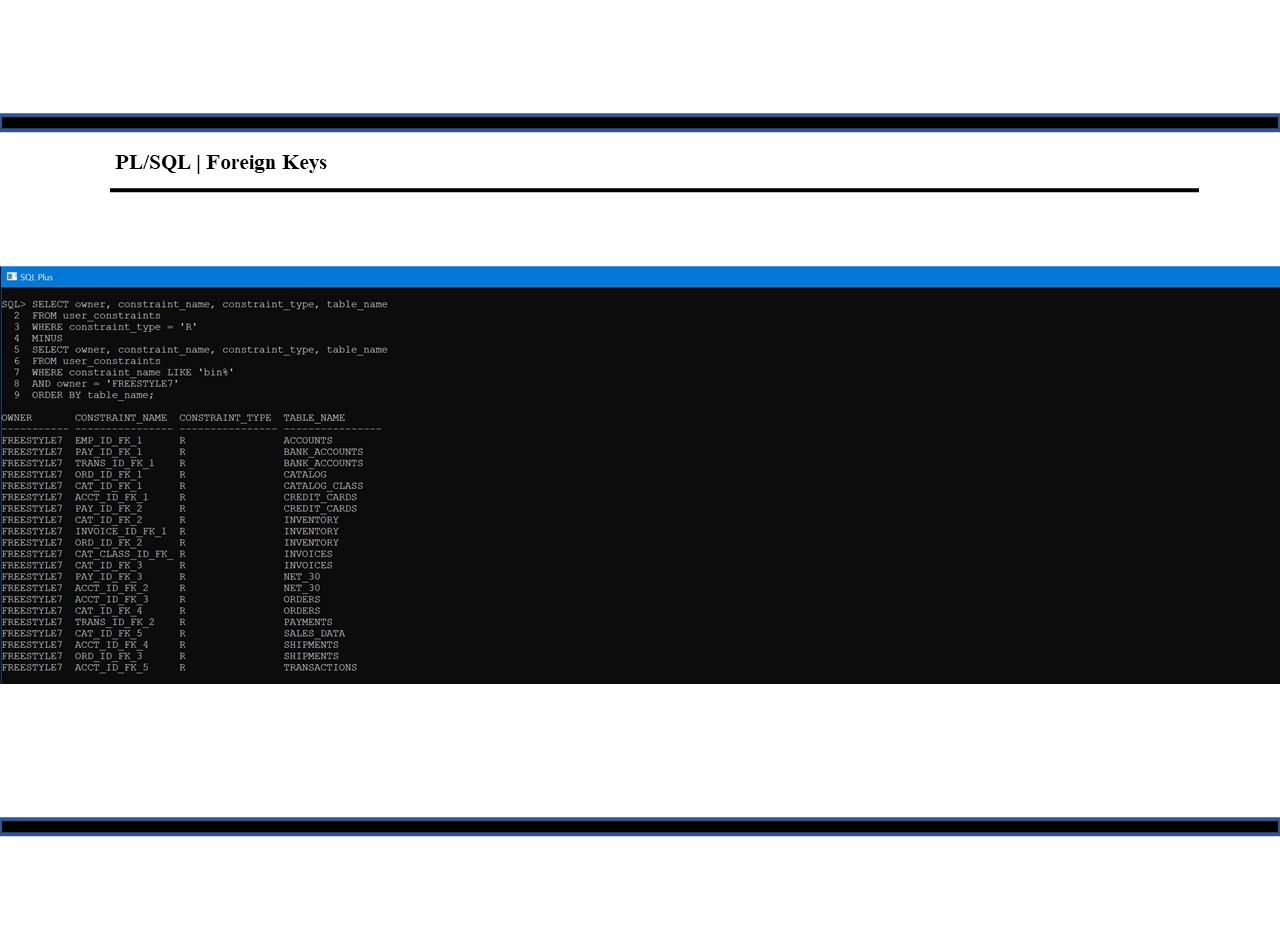 PL/SQL | Foreign Keys
SQL Plus
SQL> SELECT owner, constraint_name, constraint_type, table_name
2 FROM user_constraints
3 WHERE constraint_type = 'R'
4 MINUS
5 SELECT owner, constraint_name, constraint_type, table_name
6 FROM user_constraints
7 WHERE constraint_name LIKE 'bin%'
8 AND owner = 'FREESTYLE7'
9 ORDER BY table_name;
OWNER CONSTRAINT_NAME CONSTRAINT_TYPE TABLE_NAME
----------- ---------------- ---------------- ----------------
FREESTYLE7 EMP_ID_FK_1 R ACCOUNTS
FREESTYLE7 PAY_ID_FK_1 R BANK_ACCOUNTS
FREESTYLE7 TRANS_ID_FK_1 R BANK_ACCOUNTS
FREESTYLE7 ORD_ID_FK_1 R CATALOG
FREESTYLE7 CAT_ID_FK_1 R CATALOG_CLASS
FREESTYLE7 ACCT_ID_FK_1 R CREDIT_CARDS
FREESTYLE7 PAY_ID_FK_2 R CREDIT_CARDS
FREESTYLE7 CAT_ID_FK_2 R INVENTORY
FREESTYLE7 INVOICE_ID_FK_1 R INVENTORY
FREESTYLE7 ORD_ID_FK_2 R INVENTORY
FREESTYLE7 CAT_CLASS_ID_FK_ R INVOICES
FREESTYLE7 CAT_ID_FK_3 R INVOICES
FREESTYLE7 PAY_ID_FK_3 R NET_30
FREESTYLE7 ACCT_ID_FK_2 R NET_30
FREESTYLE7 ACCT_ID_FK_3 R ORDERS
FREESTYLE7 CAT_ID_FK_4 R ORDERS
FREESTYLE7 TRANS_ID_FK_2 R PAYMENTS
FREESTYLE7 CAT_ID_FK_5 R SALES_DATA
FREESTYLE7 ACCT_ID_FK_4 R SHIPMENTS
FREESTYLE7 ORD_ID_FK_3 R SHIPMENTS
FREESTYLE7 ACCT_ID_FK_5 R TRANSACTIONS